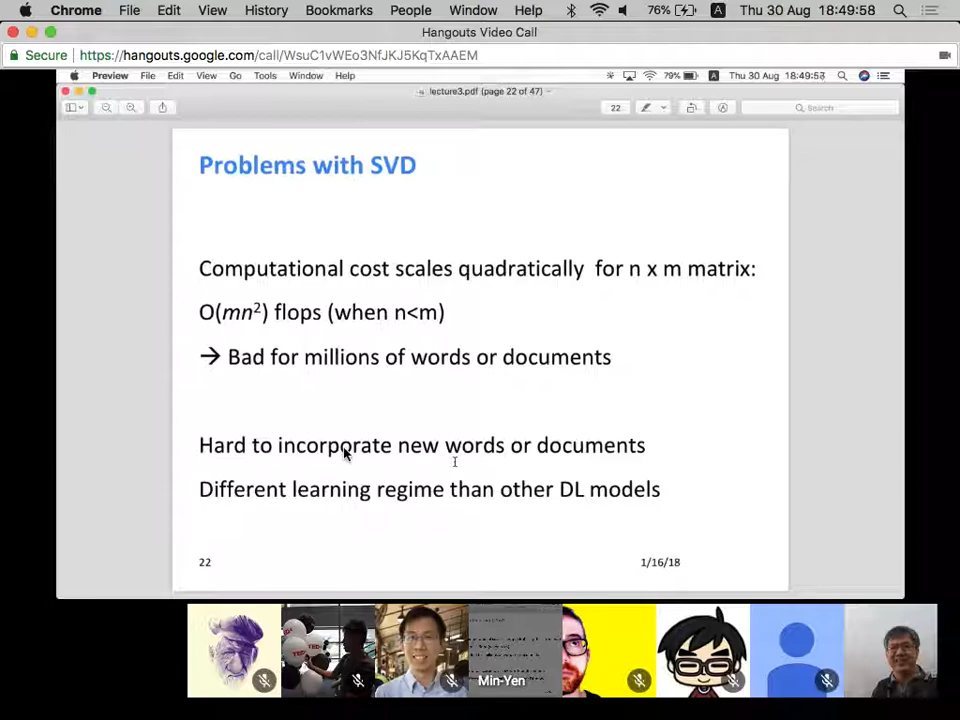 Chrome File Edit View History Bookmarks People Window Help 76% A Thu 30 Aug 18:49:58
Hangouts Video Call
Secure https://hangouts.google.com/call/WsuC1vWEo3NfJKJ5KqTxAAEM
Preview File Edit View Go Tools Window Help 79% A Thu 30 Aug 18:49:53
lecture3.pdf (page 22 of 47)
22 Search
Problems with SVD
Computational cost scales quadratically for n x m matrix:
O(mn²) flops (when n<m)
→ Bad for millions of words or documents
Hard to incorporate new words or documents
Different learning regime than other DL models
22 1/16/18
TED
Min-Yen